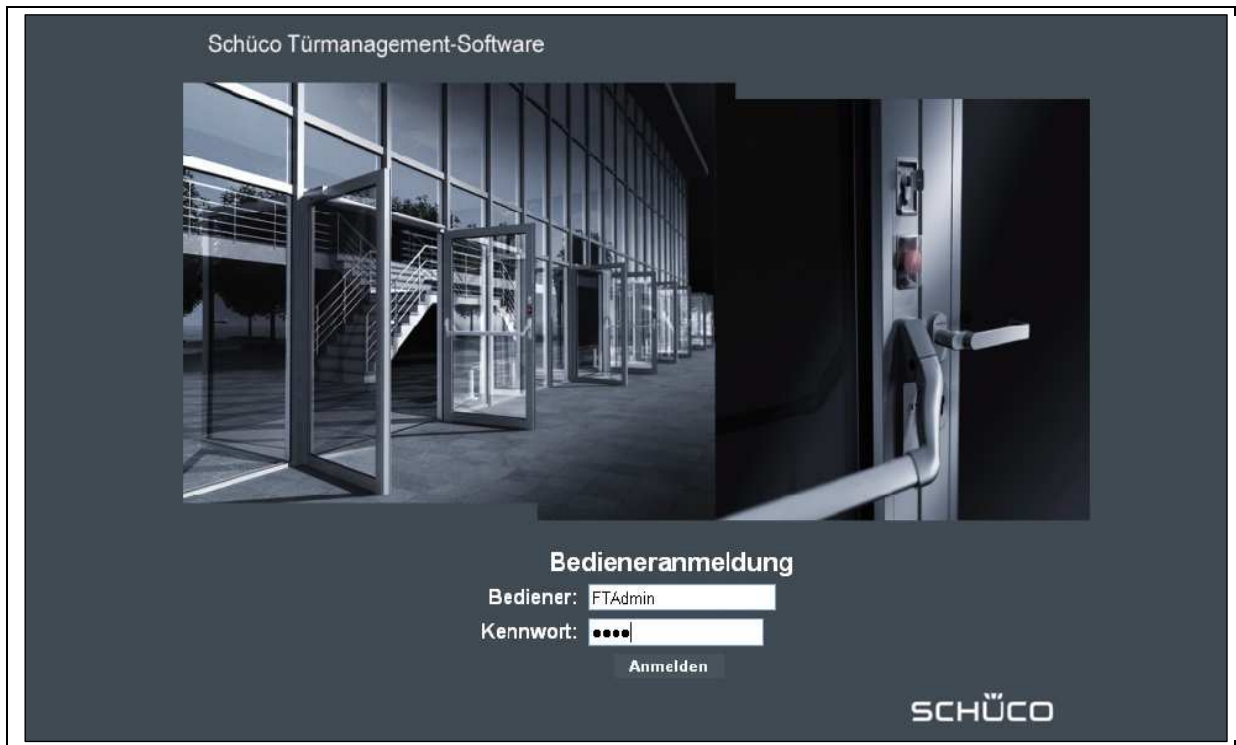 Schüco Türmanagement-Software
Bedieneranmeldung
Bediener: FTAdmin
Kennwort: ●●●●
Anmelden
SCHÜCO